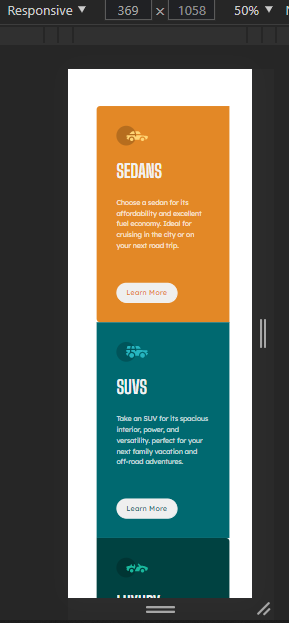 Responsive ▼ 369 × 1058 50% ▼
SEDANS
Choose a sedan for its
affordability and excellent
fuel economy. Ideal for
cruising in the city or on
your next road trip.
Learn More
SUVS
Take an SUV for its spacious
interior, power, and
versatility. perfect for your
next family vacation and
off-road adventures.
Learn More
LUXURY